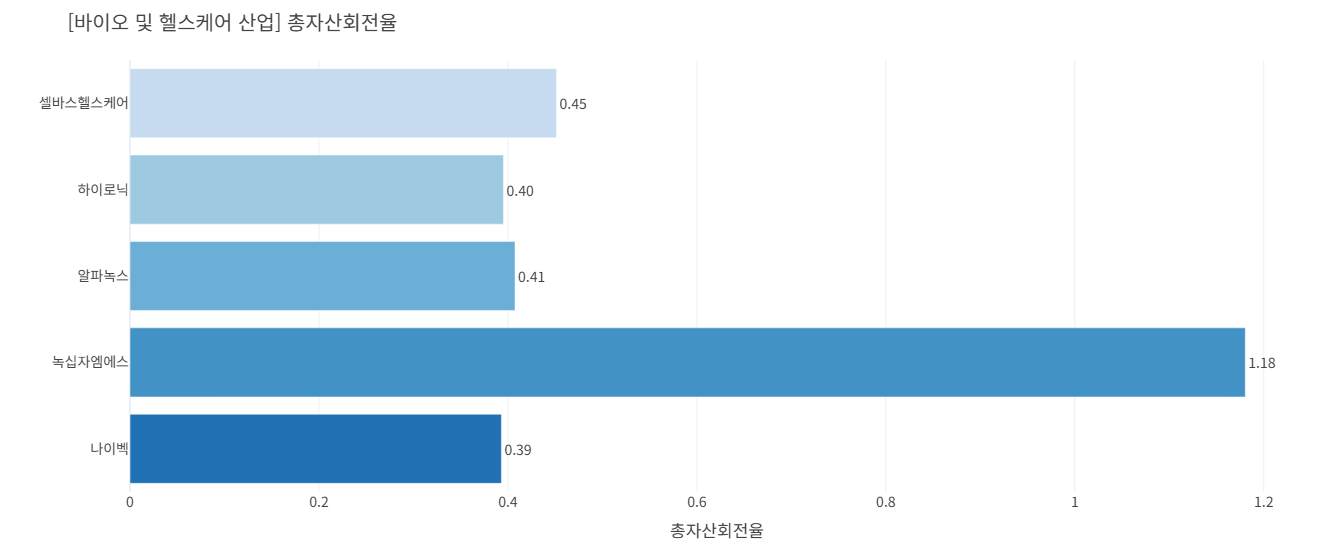 [바이오 및 헬스케어 산업] 총자산회전율
셀바스헬스케어 0.45
하이로닉 0.40
알파녹스 0.41
녹십자엠에스 1.18
나이벡 0.39
0 0.2 0.4 0.6 0.8 1 1.2
총자산회전율